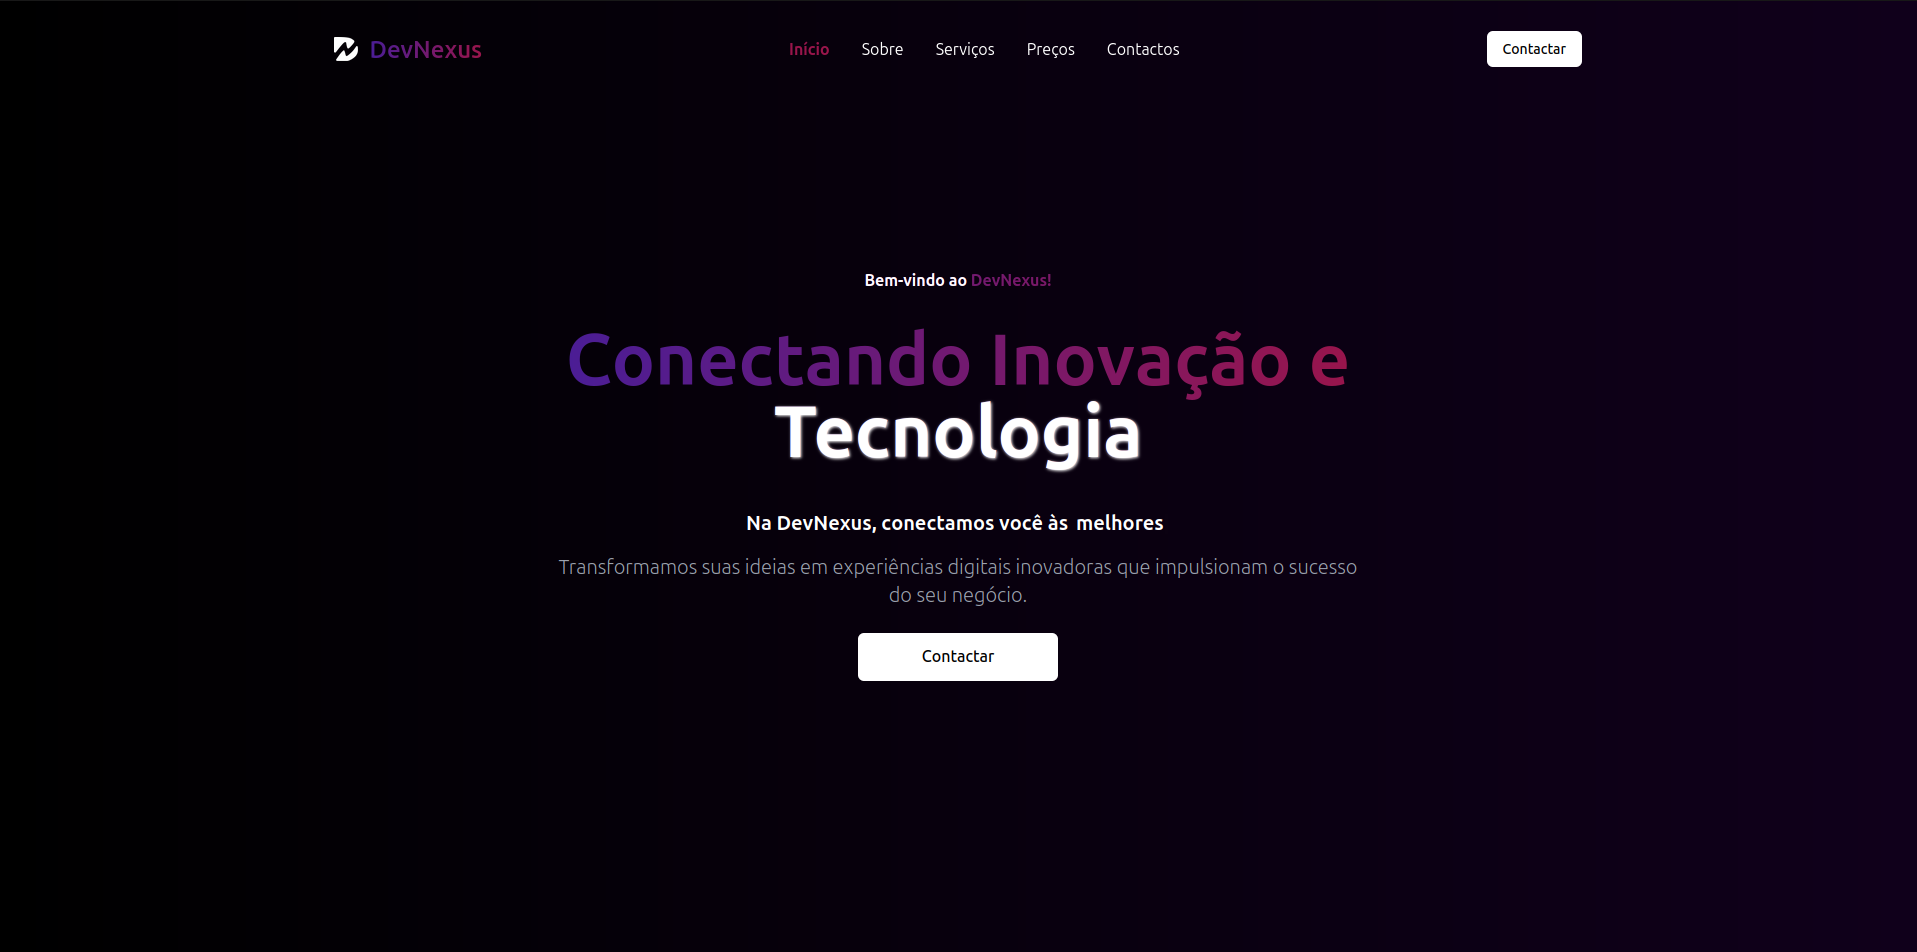 DevNexus
Início
Sobre
Serviços
Preços
Contactos
Contactar
Bem-vindo ao DevNexus!
Conectando Inovação e
Tecnologia
Na DevNexus, conectamos você às melhores
Transformamos suas ideias em experiências digitais inovadoras que impulsionam o sucesso
do seu negócio.
Contactar